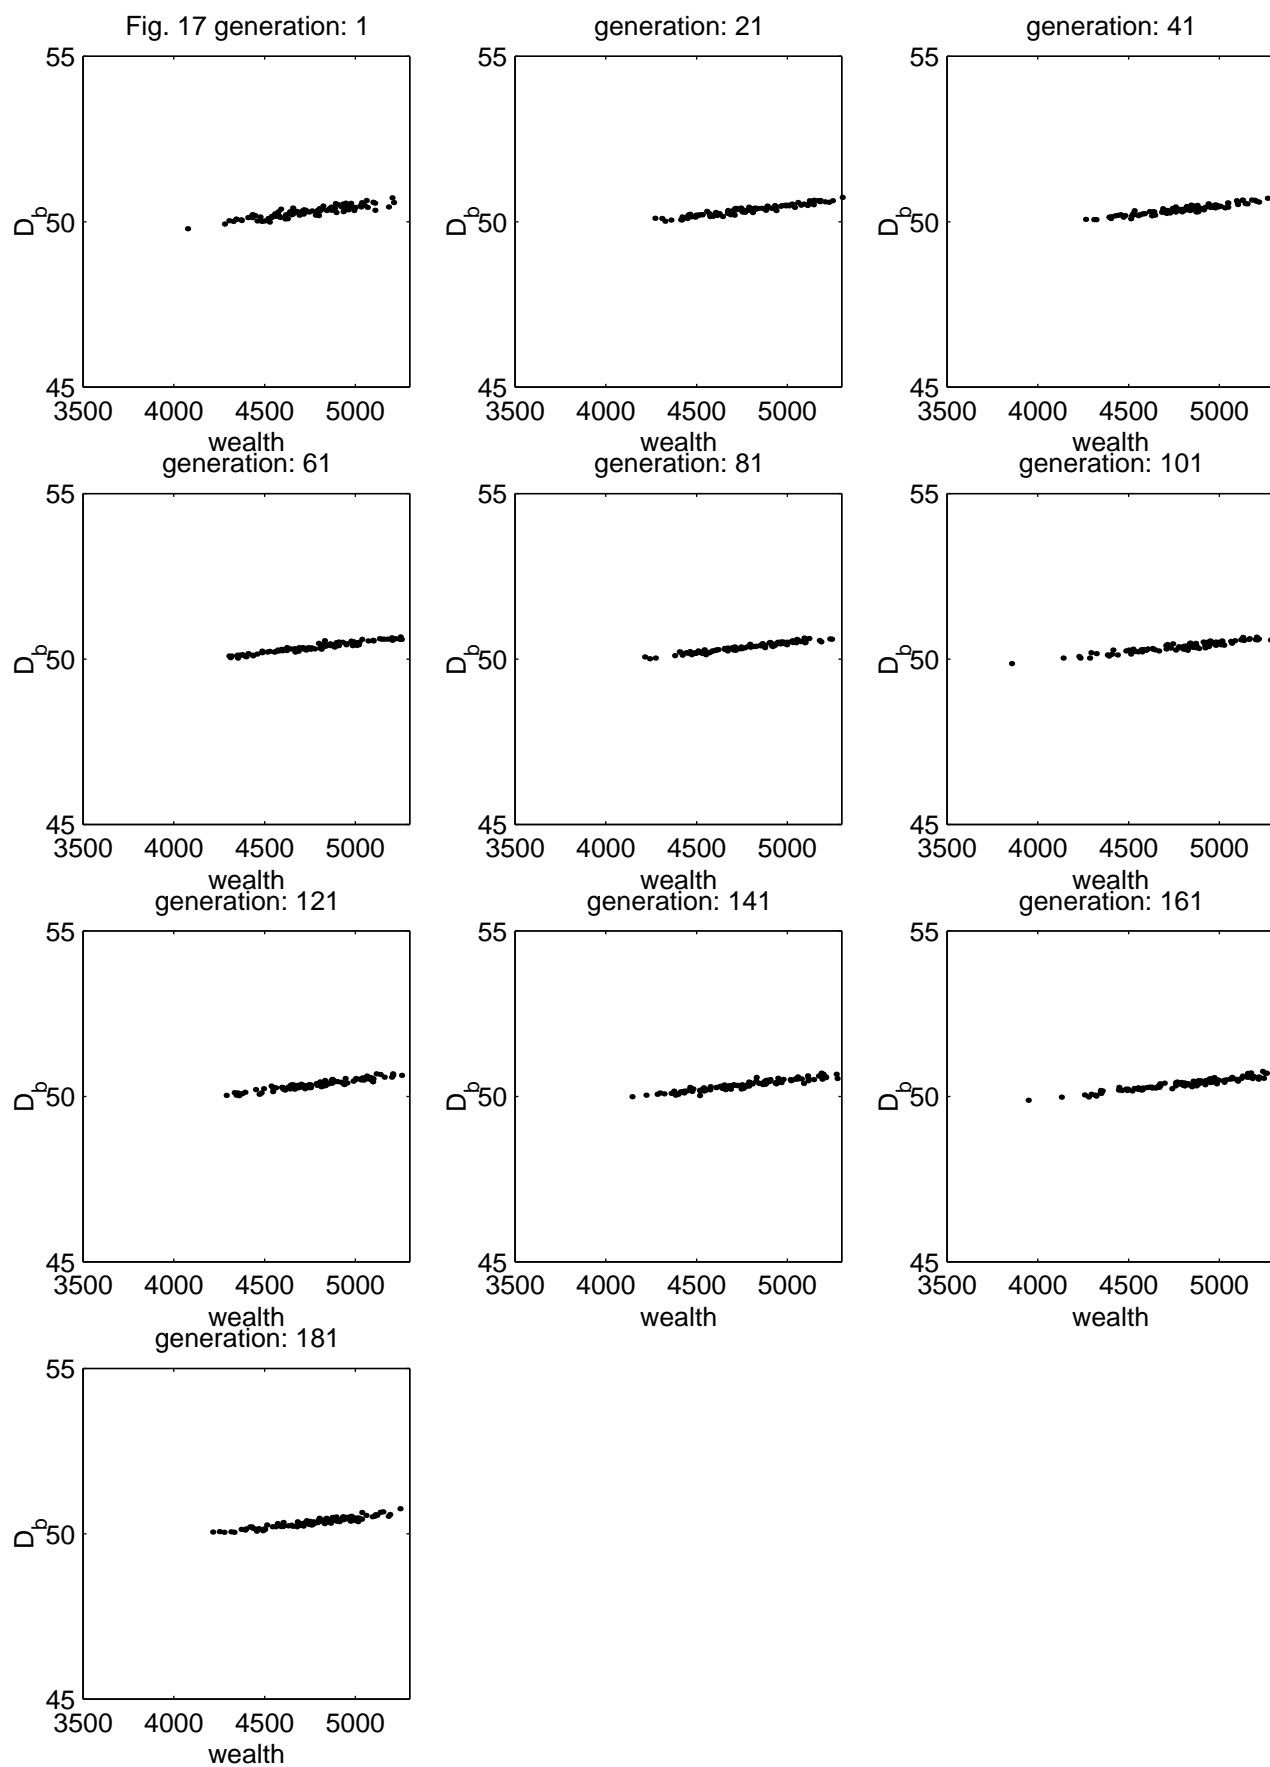 Fig. 17 generation: 1
55
50
45
D_b
3500 4000 4500 5000
wealth
generation: 21
55
50
45
D_b
3500 4000 4500 5000
wealth
generation: 41
55
50
45
D_b
3500 4000 4500 5000
wealth
generation: 61
55
50
45
D_b
3500 4000 4500 5000
wealth
generation: 81
55
50
45
D_b
3500 4000 4500 5000
wealth
generation: 101
55
50
45
D_b
3500 4000 4500 5000
wealth
generation: 121
55
50
45
D_b
3500 4000 4500 5000
wealth
generation: 141
55
50
45
D_b
3500 4000 4500 5000
wealth
generation: 161
55
50
45
D_b
3500 4000 4500 5000
wealth
generation: 181
55
50
45
D_b
3500 4000 4500 5000
wealth